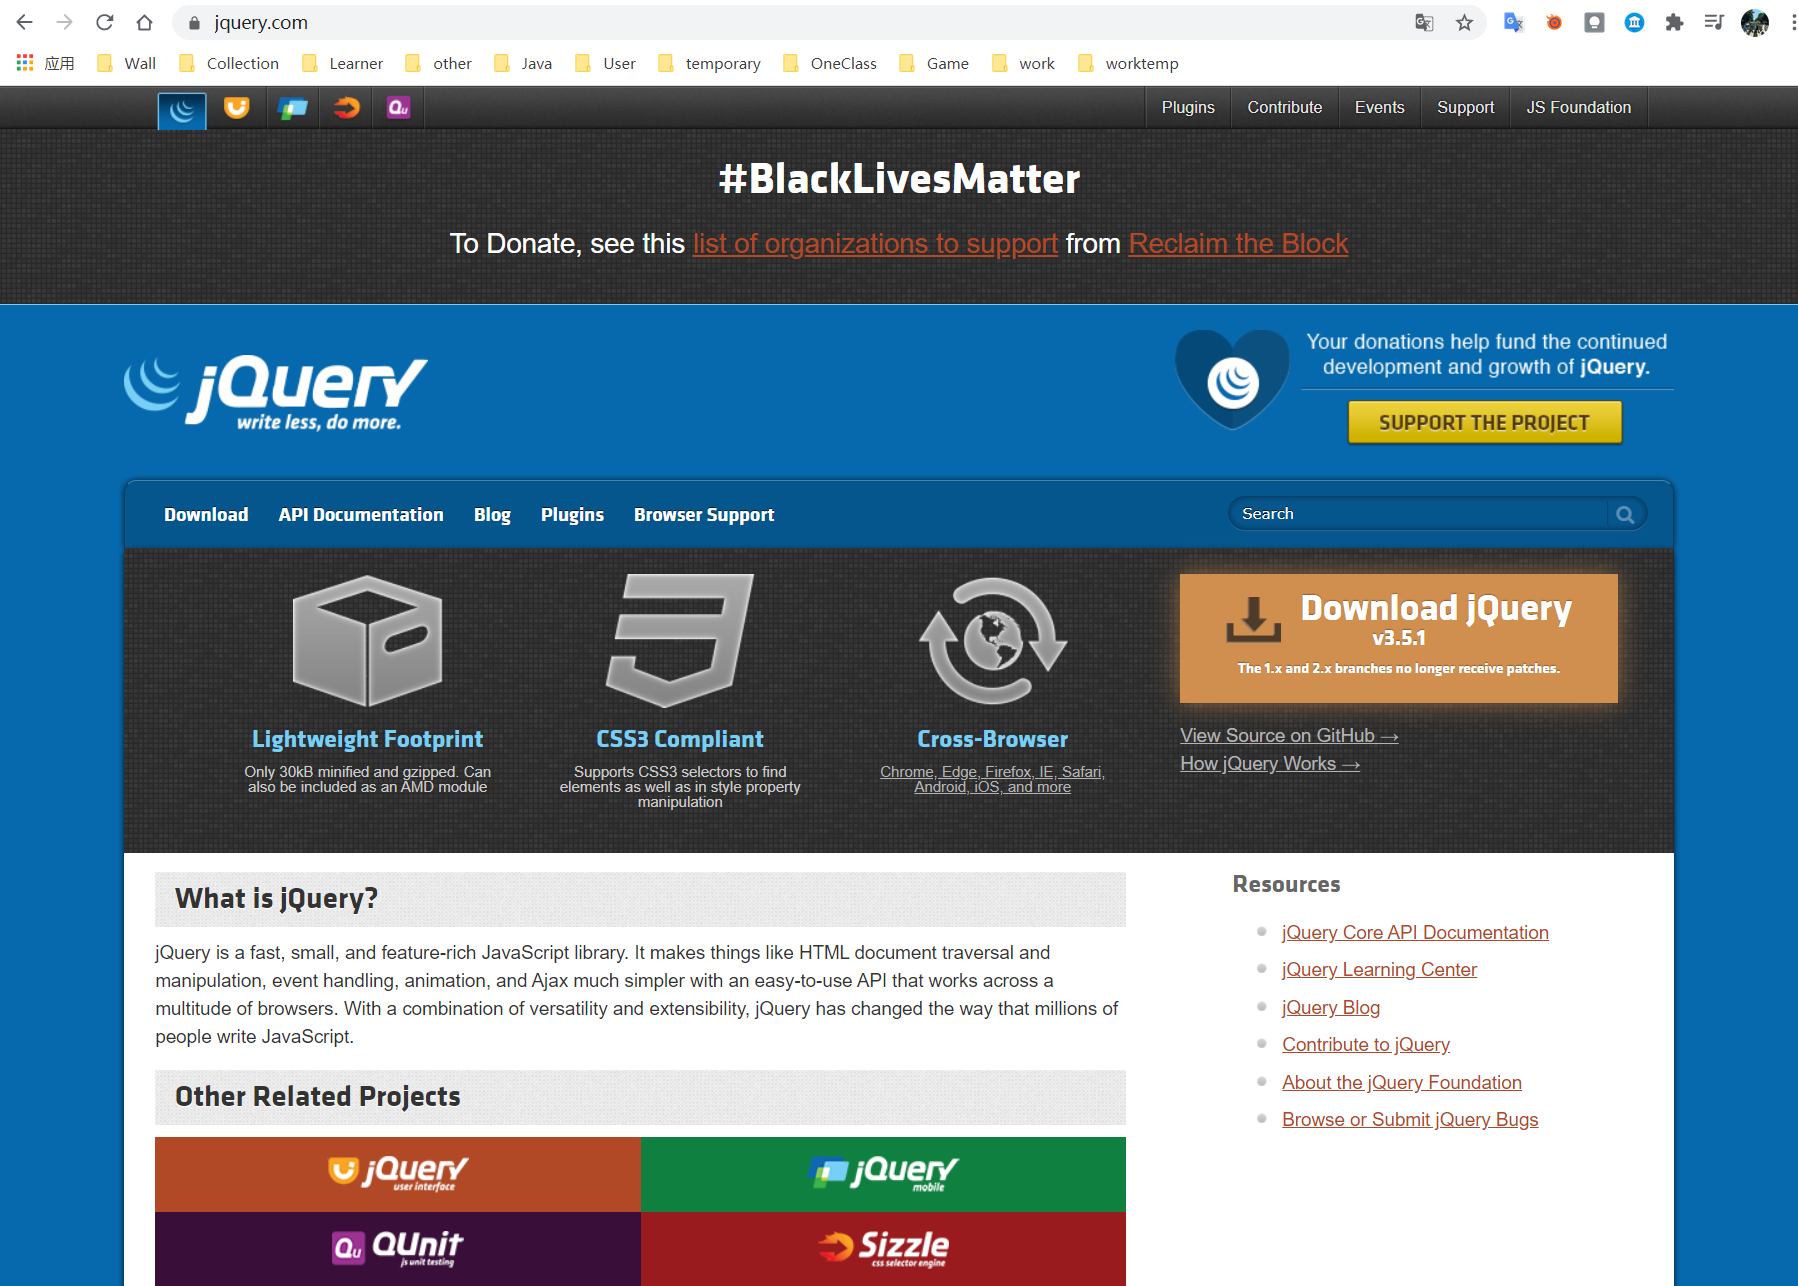 jquery.com
应用 Wall Collection Learner other Java User temporary OneClass Game work worktemp
Qu Plugins Contribute Events Support JS Foundation
#BlackLivesMatter
To Donate, see this list of organizations to support from Reclaim the Block
Your donations help fund the continued
development and growth of jQuery.
SUPPORT THE PROJECT
jQuery
write less, do more.
Download API Documentation Blog Plugins Browser Support Search
Download jQuery
v3.5.1
The 1.x and 2.x branches no longer receive patches.
View Source on GitHub →
How jQuery Works →
Lightweight Footprint
Only 30kB minified and gzipped. Can
also be included as an AMD module
CSS3 Compliant
Supports CSS3 selectors to find
elements as well as in style property
manipulation
Cross-Browser
Chrome, Edge, Firefox, IE, Safari,
Android, iOS, and more
What is jQuery?
jQuery is a fast, small, and feature-rich JavaScript library. It makes things like HTML document traversal and
manipulation, event handling, animation, and Ajax much simpler with an easy-to-use API that works across a
multitude of browsers. With a combination of versatility and extensibility, jQuery has changed the way that millions of
people write JavaScript.
Resources
jQuery Core API Documentation
jQuery Learning Center
jQuery Blog
Contribute to jQuery
About the jQuery Foundation
Browse or Submit jQuery Bugs
Other Related Projects
jQuery
user interface
jQuery
mobile
Qu QUnit
js unit testing
Sizzle
css selector engine